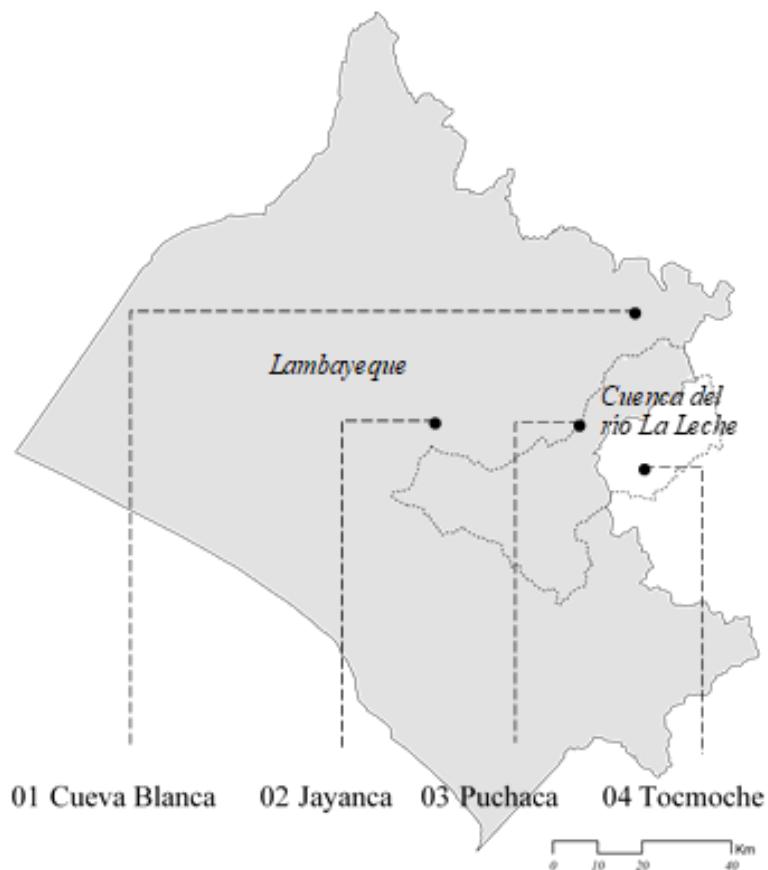 Lambayeque
Cuenca del
río La Leche
01 Cueva Blanca
02 Jayanca
03 Puchaca
04 Tocmoche
Km
0 10 20 40